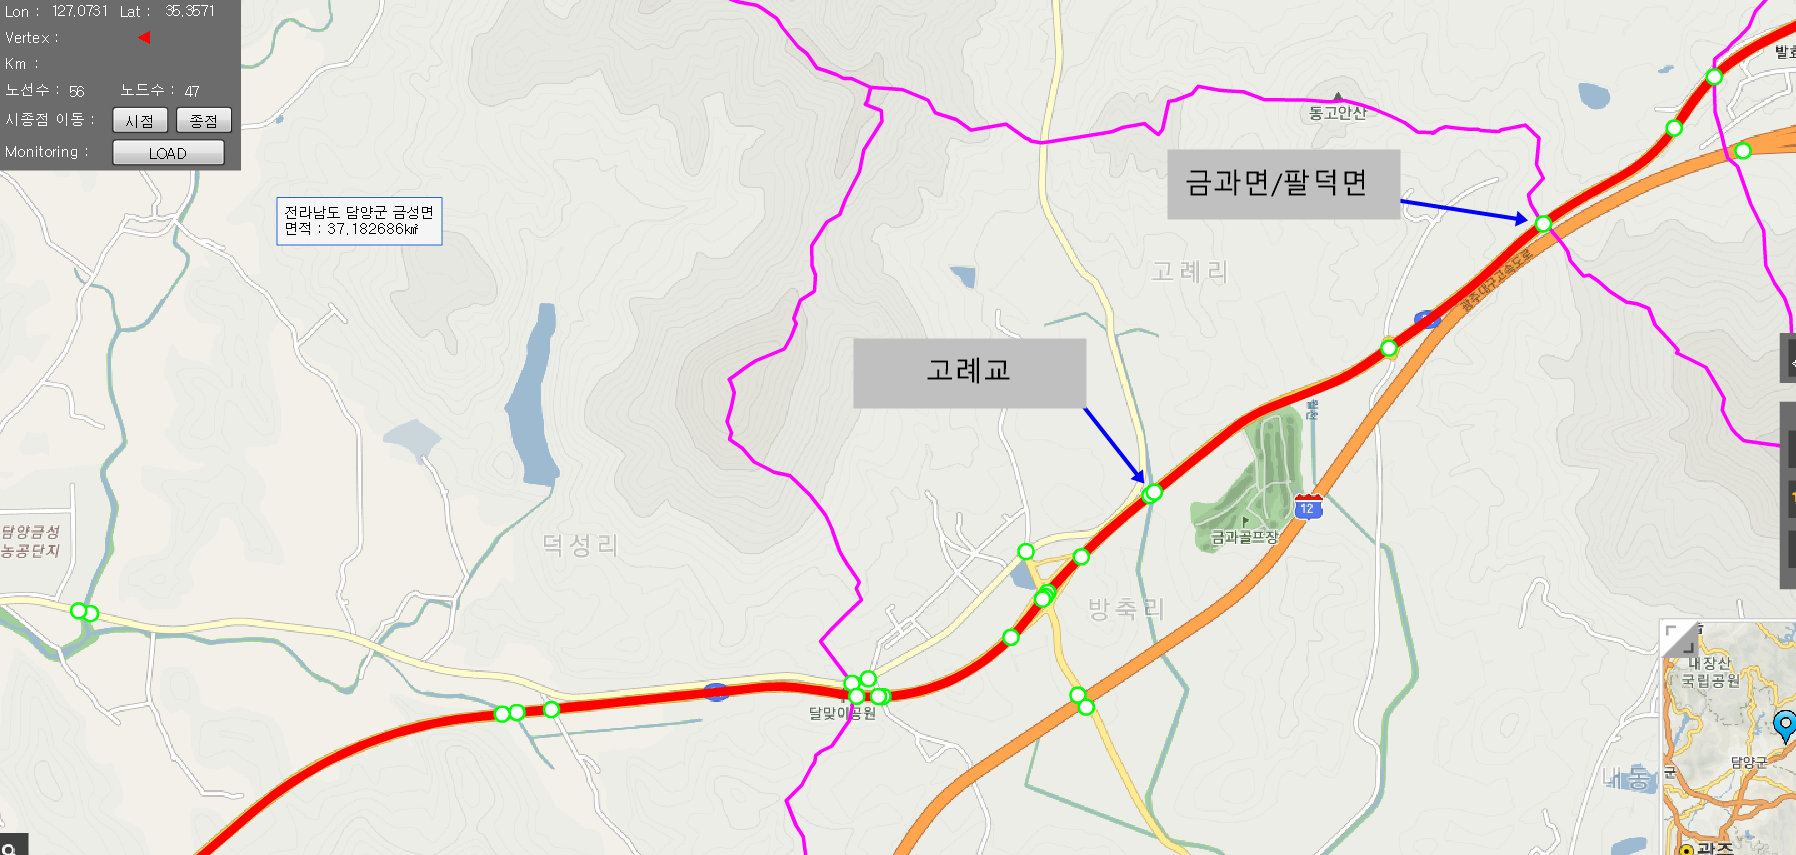 Lon : 127.0731 Lat : 35.3571
Vertex :
Km :
노선수 : 56 노드수 : 47
시종점 이동 : 시점 종점
Monitoring : LOAD
전라남도 담양군 금성면
면적 : 37.182686㎢
발효
동고안산
금과면/팔덕면
고례리
광주대구고속도로
고례교
12
금과골프장
담양금성
농공단지
덕성리
방축리
달맞이공원
내동
내장산
국립공원
담양군
군
광주